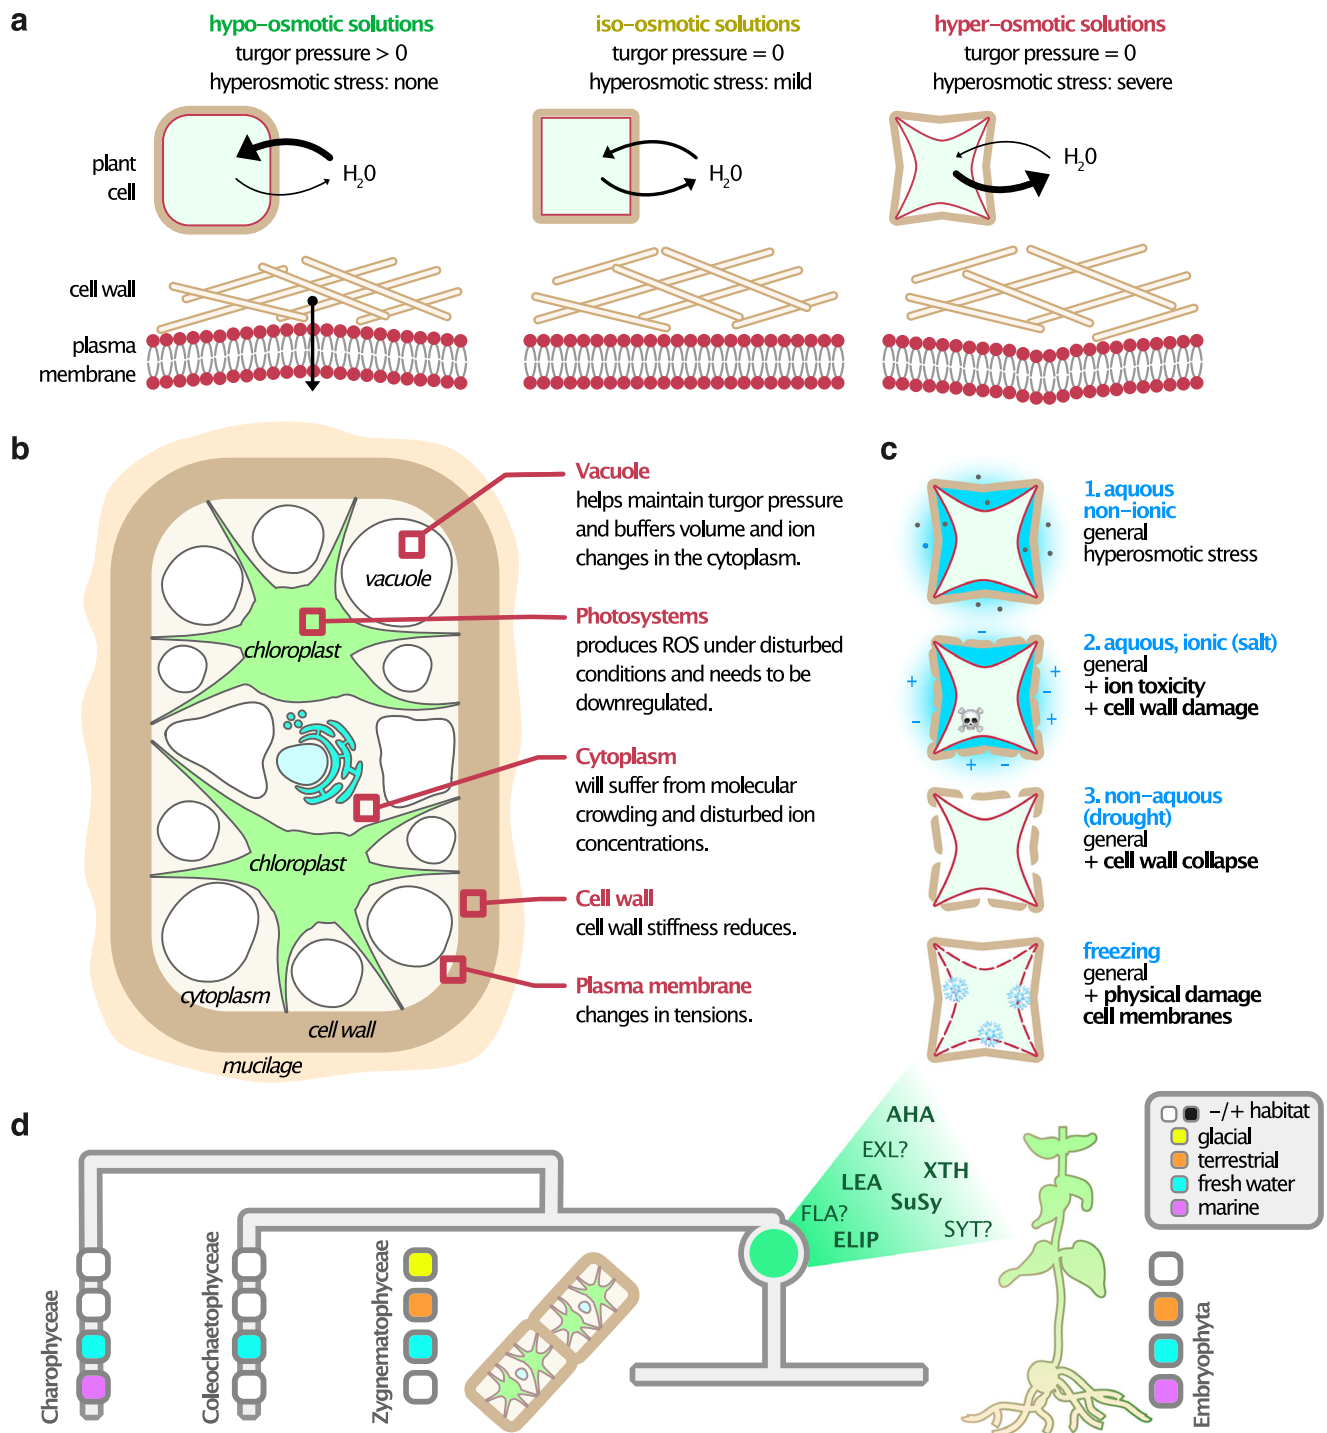 a
hypo-osmotic solutions
turgor pressure > 0
hyperosmotic stress: none
iso-osmotic solutions
turgor pressure = 0
hyperosmotic stress: mild
hyper-osmotic solutions
turgor pressure = 0
hyperosmotic stress: severe
plant
cell
H₂0
H₂0
H₂0
cell wall
plasma
membrane
b
vacuole
chloroplast
chloroplast
cytoplasm
cell wall
mucilage
Vacuole
helps maintain turgor pressure
and buffers volume and ion
changes in the cytoplasm.
Photosystems
produces ROS under disturbed
conditions and needs to be
downregulated.
Cytoplasm
will suffer from molecular
crowding and disturbed ion
concentrations.
Cell wall
cell wall stiffness reduces.
Plasma membrane
changes in tensions.
c
1. aquous
non-ionic
general
hyperosmotic stress
2. aquous, ionic (salt)
general
+ ion toxicity
+ cell wall damage
- + - + - + + -
3. non-aquous
(drought)
general
+ cell wall collapse
freezing
general
+ physical damage
cell membranes
d
AHA
EXL?
XTH
LEA
SuSy
FLA?
SYT?
ELIP
-/+ habitat
glacial
terrestrial
fresh water
marine
Charophyceae
Coleochaetophyceae
Zygnematophyceae
Embryophyta